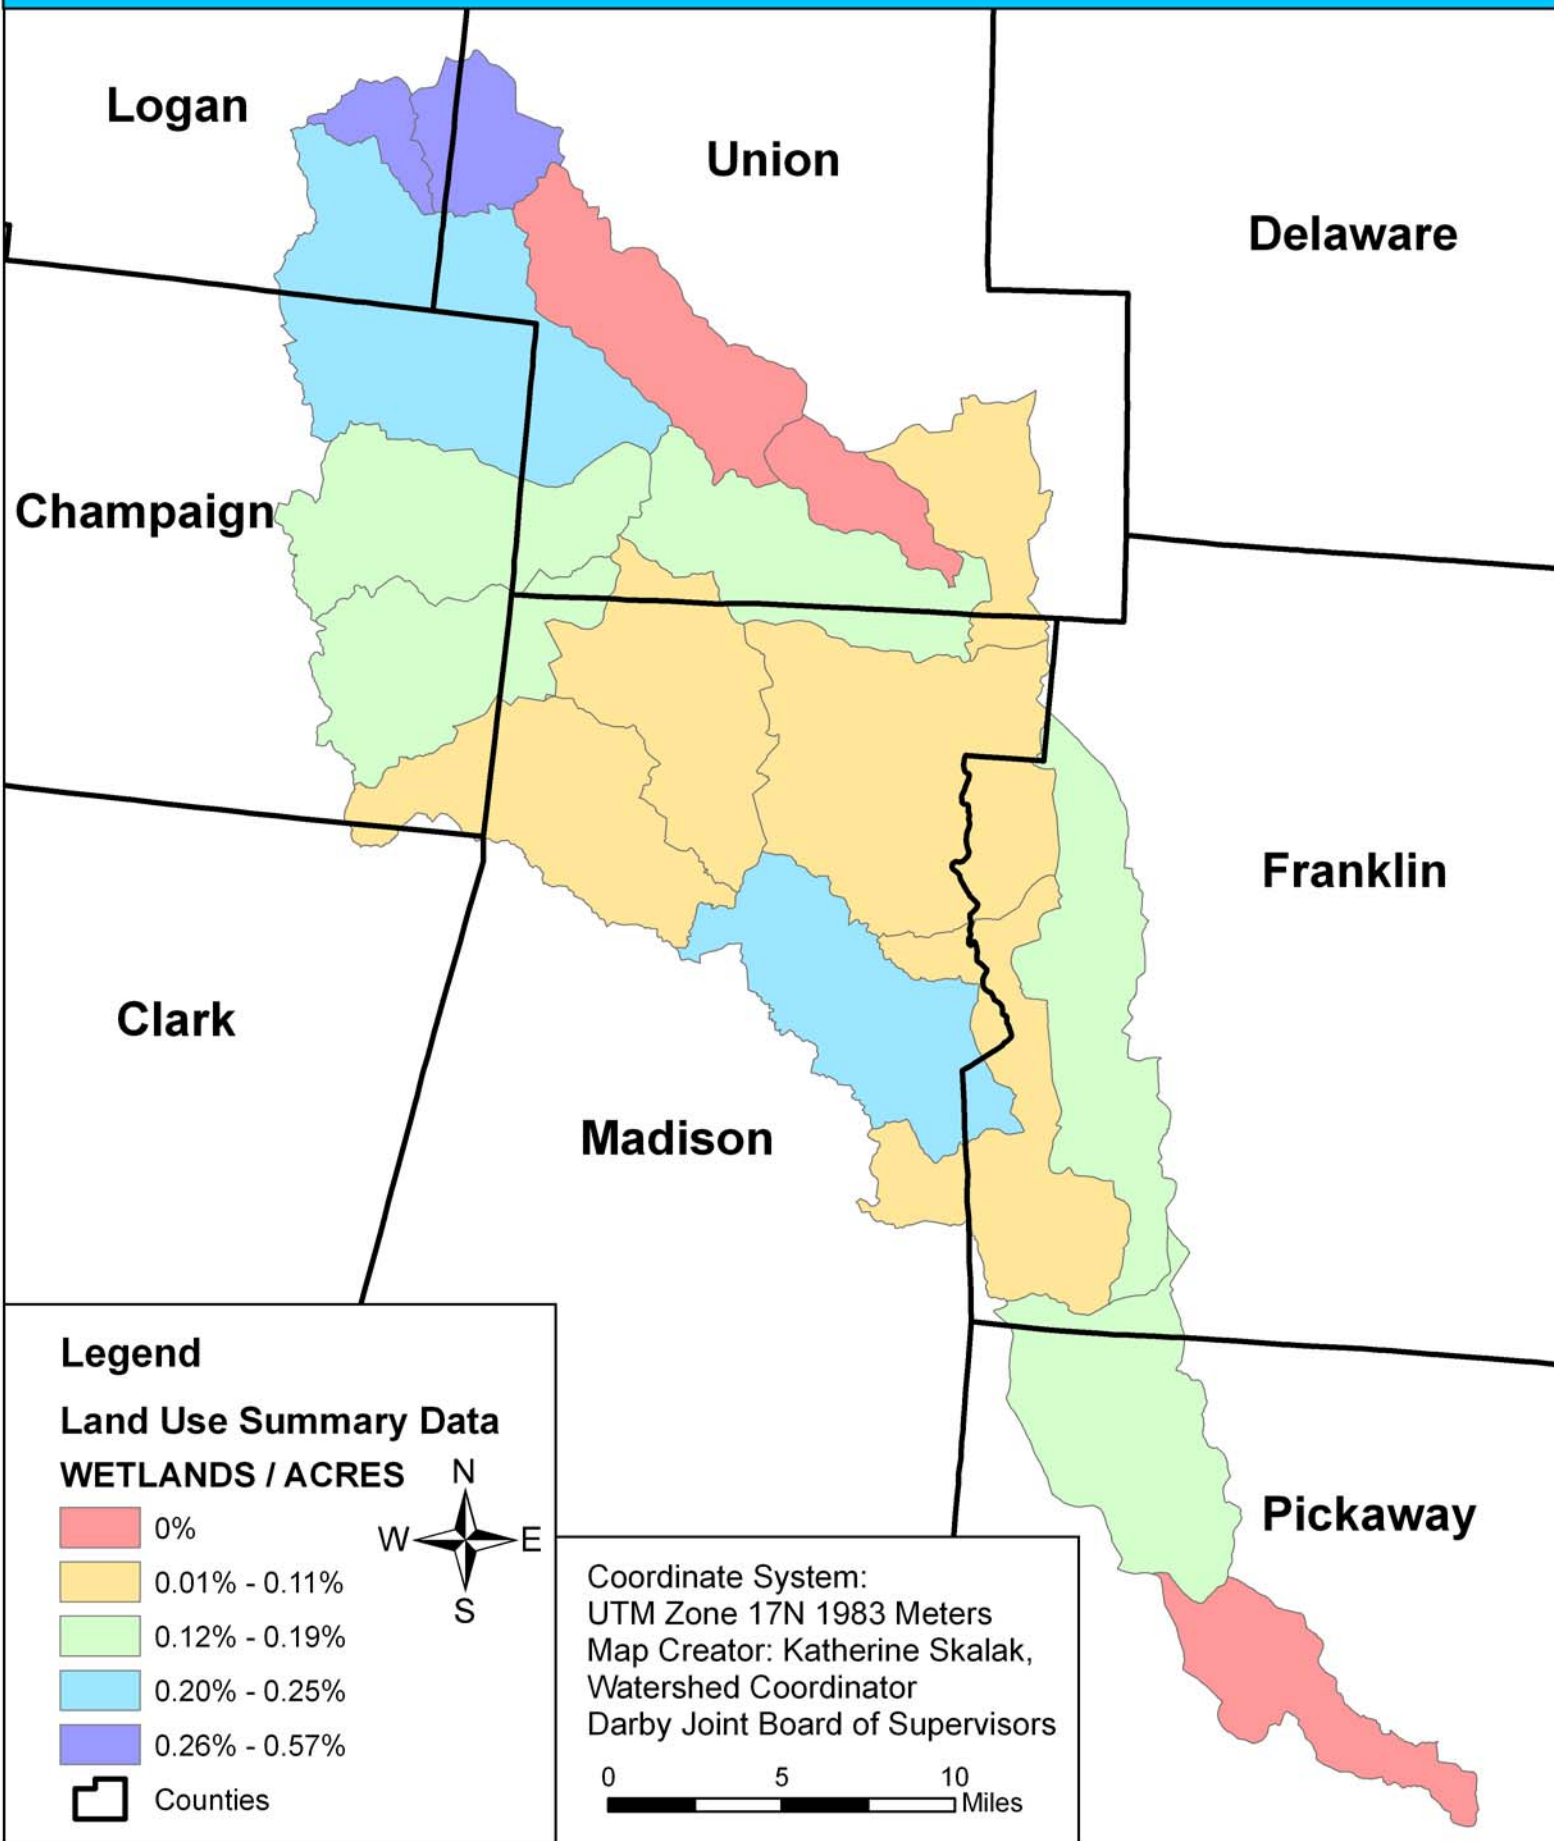 Logan
Union
Delaware
Champaign
Franklin
Clark
Madison
Pickaway
Legend
Land Use Summary Data
WETLANDS / ACRES
0%
0.01% - 0.11%
0.12% - 0.19%
0.20% - 0.25%
0.26% - 0.57%
Counties
N
W E
S
Coordinate System:
UTM Zone 17N 1983 Meters
Map Creator: Katherine Skalak,
Watershed Coordinator
Darby Joint Board of Supervisors
0 5 10
Miles